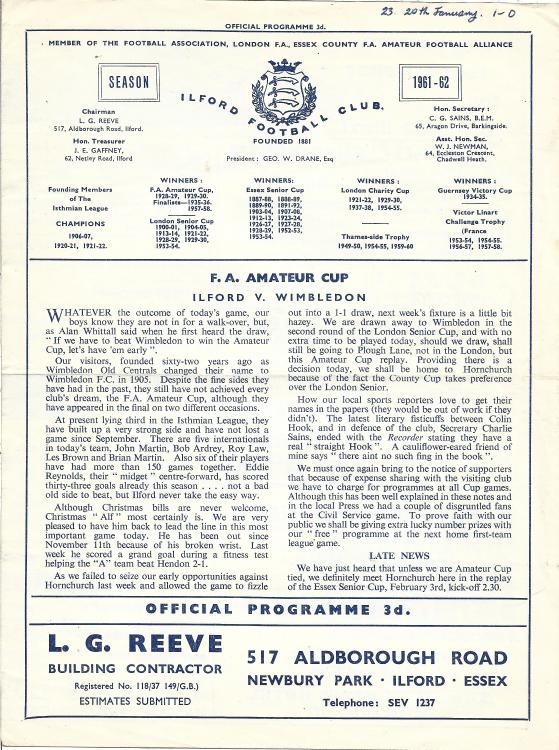 23. 20th January. 1-0
OFFICIAL PROGRAMME 3d.
MEMBER OF THE FOOTBALL ASSOCIATION, LONDON F.A., ESSEX COUNTY F.A. AMATEUR FOOTBALL ALLIANCE
SEASON
1961-62
ILFORD FOOTBALL CLUB.
FOUNDED 1881
President : GEO. W. DRANE, Esq
Chairman
L. G. REEVE
517, Aldborough Road, Ilford.
Hon. Treasurer
J. E. GAFFNEY,
62, Netley Road, Ilford
Hon. Secretary :
C. G. SAINS, B.E.M.
65, Aragon Drive, Barkingside.
Asst. Hon. Sec.
W. J. NEWMAN,
64, Eccleston Crescent,
Chadwell Heath.
Founding Members
of The
Isthmian League
CHAMPIONS
1906-07,
1920-21, 1921-22.
WINNERS :
F.A. Amateur Cup,
1928-29, 1929-30.
Finalists—1935-36.
1957-58.
London Senior Cup
1900-01, 1904-05,
1913-14, 1921-22,
1928-29, 1929-30,
1953-54.
WINNERS:
Essex Senior Cup
1887-88, 1888-89,
1889-90, 1891-92,
1903-04, 1907-08,
1912-13, 1923-24,
1926-27, 1927-28,
1928-29, 1952-53,
1953-54.
WINNERS :
London Charity Cup
1921-22, 1929-30,
1937-38, 1954-55.
Thames-side Trophy
1949-50, 1954-55, 1959-60
WINNERS :
Guernsey Victory Cup
1934-35.
Victor Linart
Challenge Trophy
(France
1953-54, 1954-55.
1956-57, 1957-58.
F.A. AMATEUR CUP
ILFORD V. WIMBLEDON
WHATEVER the outcome of today's game, our
boys know they are not in for a walk-over, but,
as Alan Whittall said when he first heard the draw,
" If we have to beat Wimbledon to win the Amateur
Cup, let's have 'em early ".
Our visitors, founded sixty-two years ago as
Wimbledon Old Centrals changed their name to
Wimbledon F.C. in 1905. Despite the fine sides
they had in the past, they still have not achieved every
club's dream, the F.A. Amateur Cup, although they
have appeared in the final on two different occasions.
At present lying third in the Isthmian League, they
have built up a very strong side and have not lost a
game since September. There are five internationals
in today's team, John Martin, Bob Ardrey, Roy Law,
Les Brown and Brian Martin. Also six of their players
have had more than 150 games together. Eddie
Reynolds, their " midget " centre-forward, has scored
thirty-three goals already this season . . . . not a bad
old side to beat, but Ilford never take the easy way.
Although Christmas bills are never welcome,
Christmas " Alf " most certainly is. We are very
pleased to have him back to lead the line in this most
important game today. He has been out since
November 11th because of his broken wrist. Last
week he scored a grand goal during a fitness test
helping the "A" team beat Hendon 2-1.
As we failed to seize our early opportunities against
Hornchurch last week and allowed the game to fizzle
out into a 1-1 draw, next week's fixture is a little bit
hazey. We are drawn away to Wimbledon in the
second round of the London Senior Cup, and with no
extra time to be played today, should we draw, shall
still be going to Plough Lane, not in the London, but
this Amateur Cup replay. Providing there is a
decision today, we shall be home to Hornchurch
because of the fact the County Cup takes preference
over the London Senior.
How our local sports reporters love to get their
names in the papers (they would be out of work if they
didn't). The latest literary fisticuffs between Colin
Hook, and in defence of the club, Secretary Charlie
Sains, ended with the Recorder stating they have a
real " straight Hook ". A cauliflower-eared friend of
mine says " there aint no such fing in the book ".
We must once again bring to the notice of supporters
that because of expense sharing with the visiting club
we have to charge for programmes at all Cup games.
Although this has been well explained in these notes and
in the local Press we had a couple of disgruntled fans
at the Civil Service game. To prove faith with our
public we shall be giving extra lucky number prizes with
our " free " programme at the next home first-team
league game.
LATE NEWS
We have just heard that unless we are Amateur Cup
tied, we definitely meet Hornchurch here in the replay
of the Essex Senior Cup, February 3rd, kick-off 2.30.
OFFICIAL PROGRAMME 3d.
L. G. REEVE
BUILDING CONTRACTOR
Registered No. 118/37 149/G.B.)
ESTIMATES SUBMITTED
517 ALDBOROUGH ROAD
NEWBURY PARK · ILFORD · ESSEX
Telephone: SEV 1237